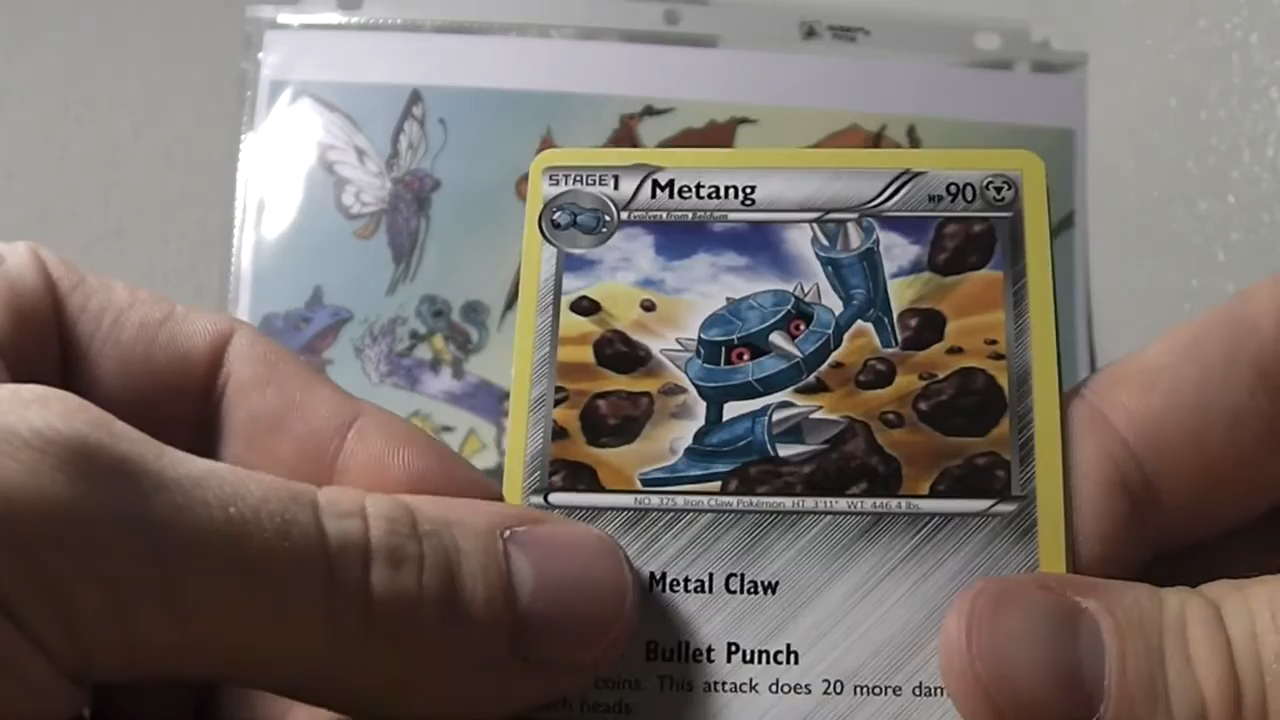 STAGE1 Metang HP 90
Evolves from Beldum
NO. 375 Iron Claw Pokémon HT: 3'11" WT: 446.4 lbs.
Metal Claw
Bullet Punch
coins. This attack does 20 more dam
ch heads.